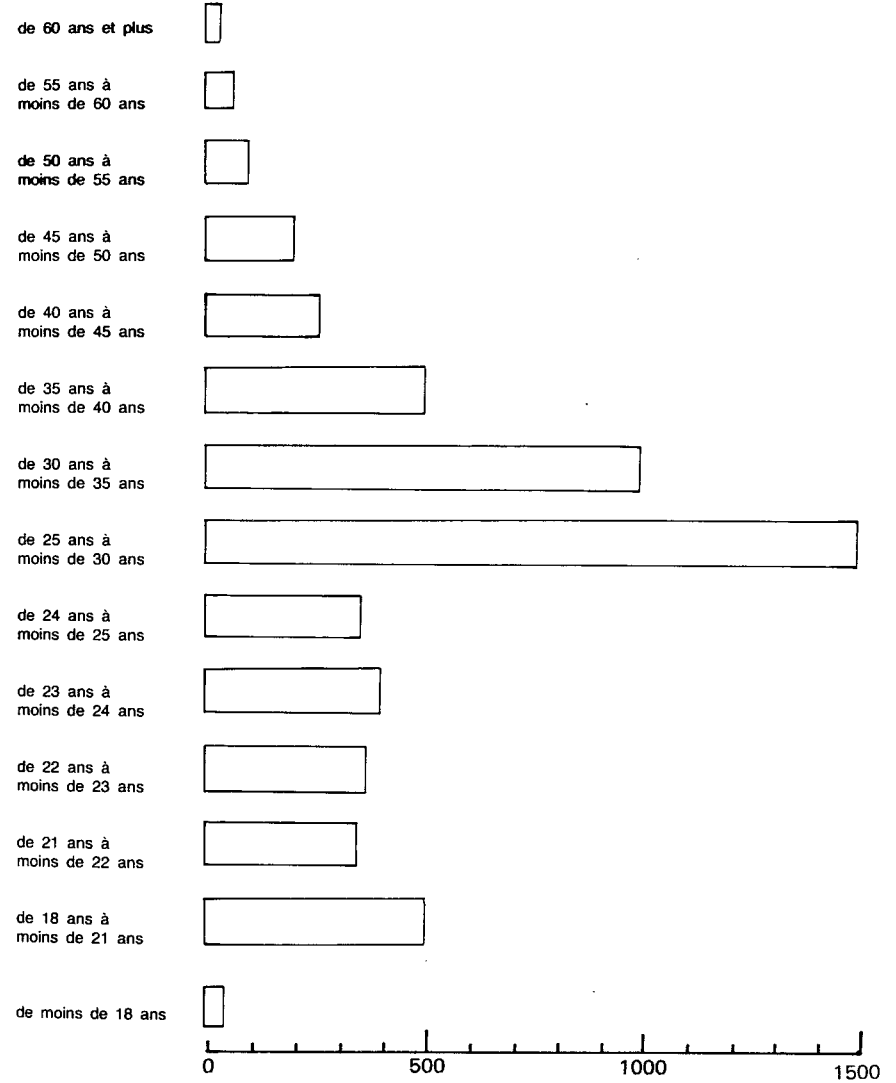 de 60 ans et plus
de 55 ans à
moins de 60 ans
de 50 ans à
moins de 55 ans
de 45 ans à
moins de 50 ans
de 40 ans à
moins de 45 ans
de 35 ans à
moins de 40 ans
de 30 ans à
moins de 35 ans
de 25 ans à
moins de 30 ans
de 24 ans à
moins de 25 ans
de 23 ans à
moins de 24 ans
de 22 ans à
moins de 23 ans
de 21 ans à
moins de 22 ans
de 18 ans à
moins de 21 ans
de moins de 18 ans
0 500 1000 1500